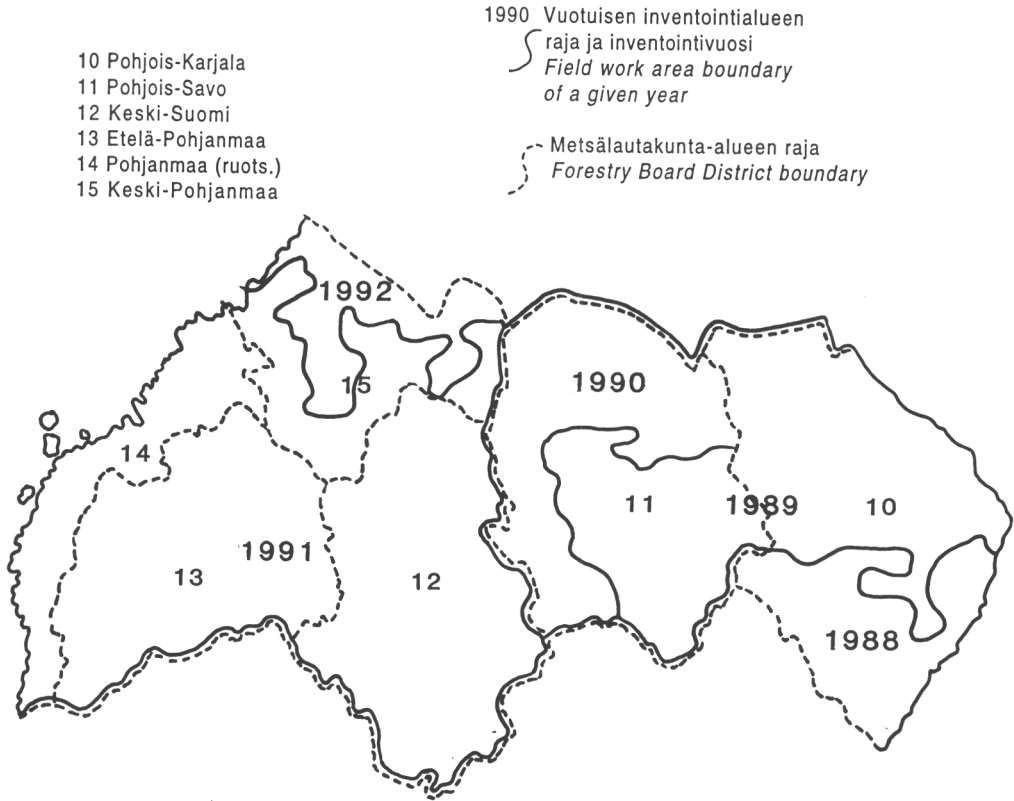 10 Pohjois-Karjala
11 Pohjois-Savo
12 Keski-Suomi
13 Etelä-Pohjanmaa
14 Pohjanmaa (ruots.)
15 Keski-Pohjanmaa
1990 Vuotuisen inventointialueen
raja ja inventointivuosi
Field work area boundary
of a given year
Metsälautakunta-alueen raja
Forestry Board District boundary
1992
15
1990
14
11
1989
10
1991
13
12
1988